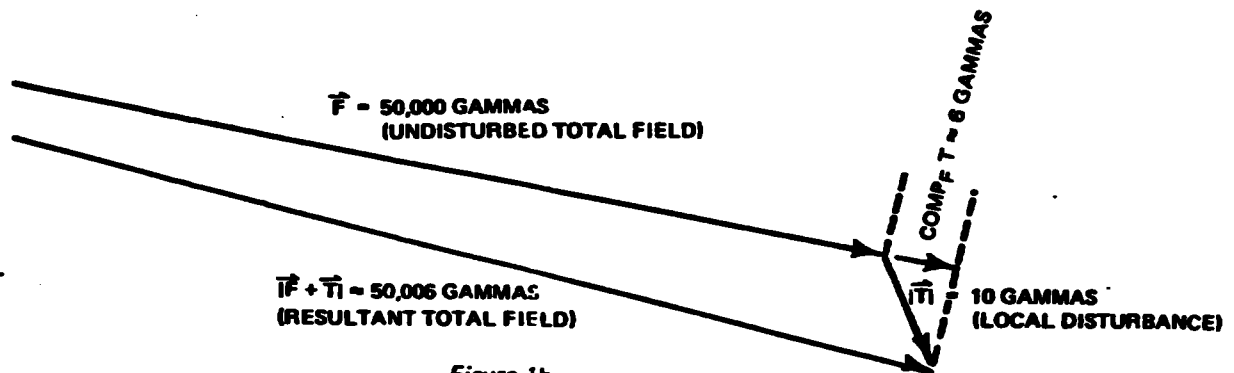 F = 50,000 GAMMAS
(UNDISTURBED TOTAL FIELD)
COMP_F T ≈ 6 GAMMAS
|F + T| ≈ 50,006 GAMMAS
(RESULTANT TOTAL FIELD)
|T|
10 GAMMAS
(LOCAL DISTURBANCE)